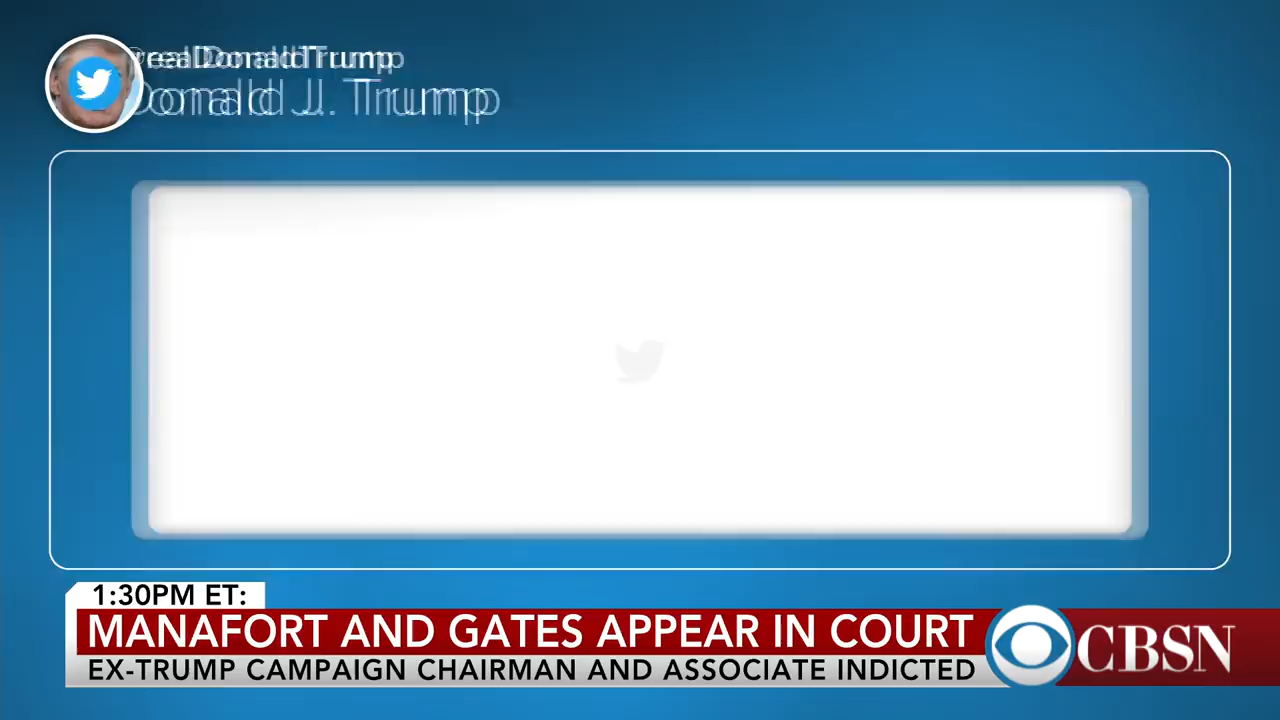 @realDonaldTrump
Donald J. Trump
1:30PM ET:
MANAFORT AND GATES APPEAR IN COURT
EX-TRUMP CAMPAIGN CHAIRMAN AND ASSOCIATE INDICTED
CBSN